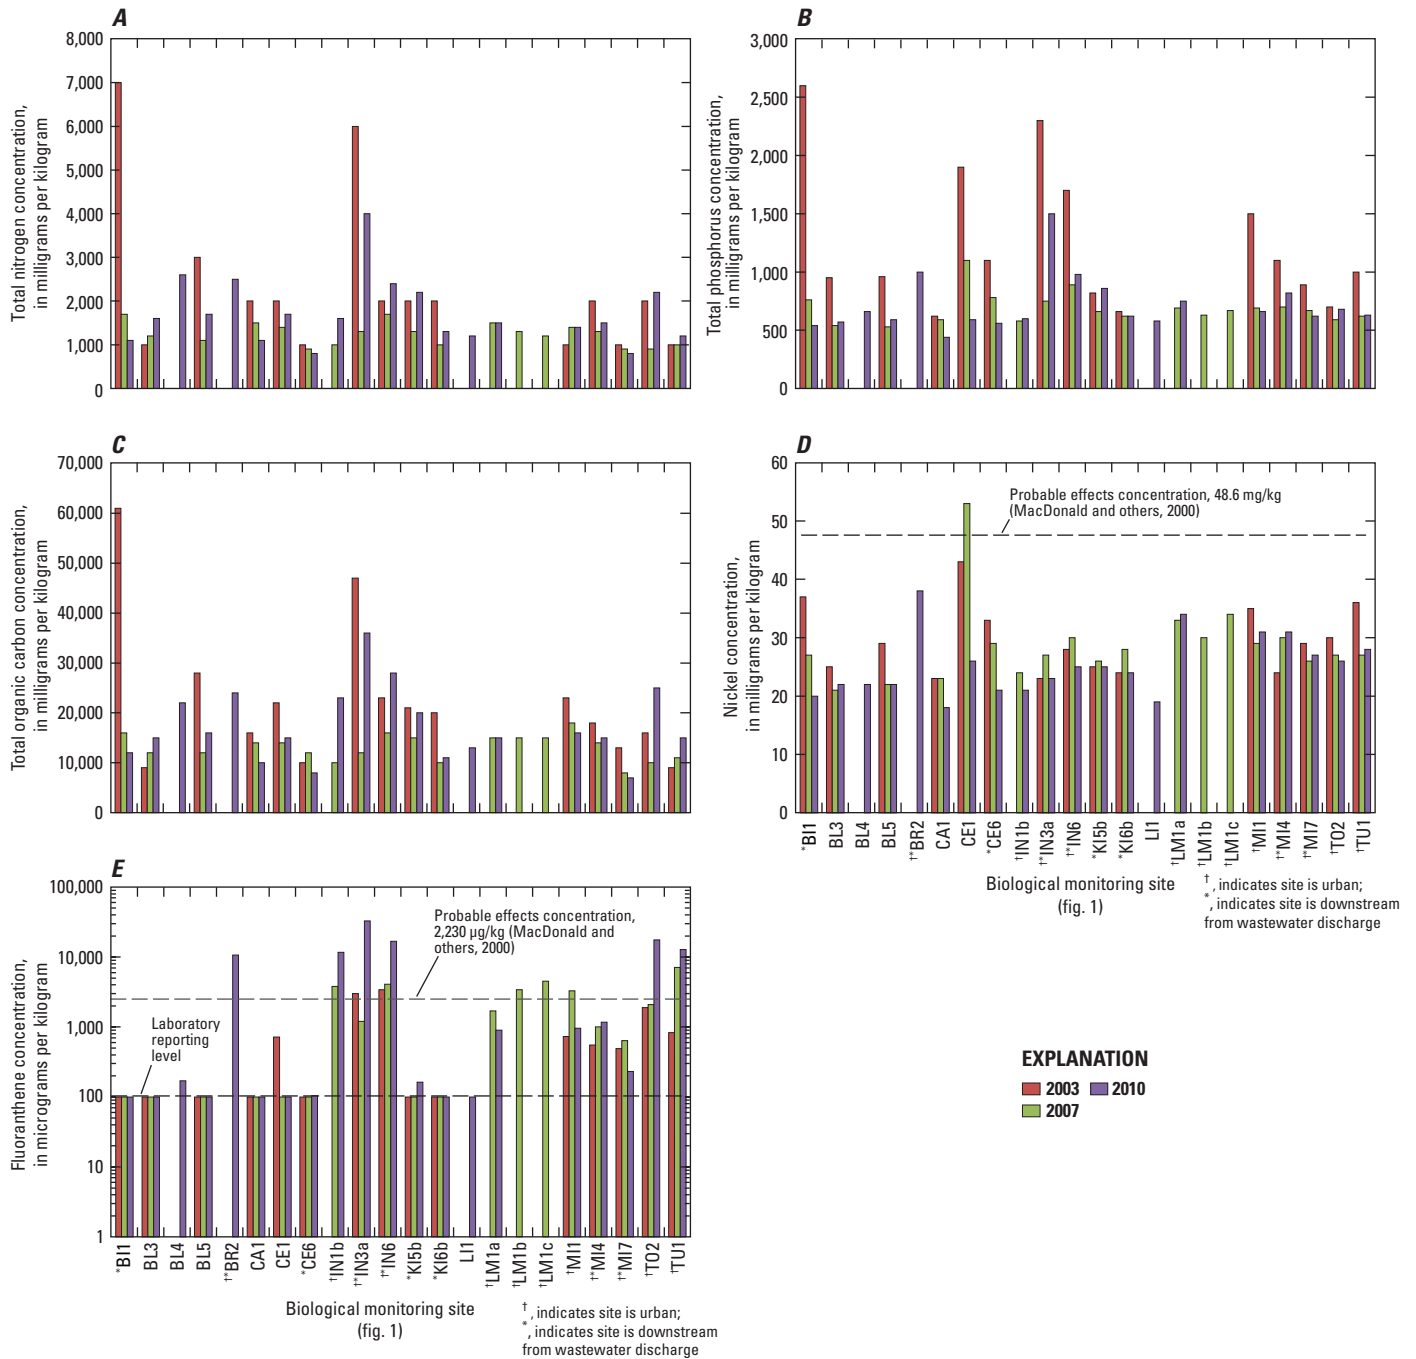 A
Total nitrogen concentration,
in milligrams per kilogram
8,000
7,000
6,000
5,000
4,000
3,000
2,000
1,000
0
B
Total phosphorus concentration,
in milligrams per kilogram
3,000
2,500
2,000
1,500
1,000
500
0
C
Total organic carbon concentration,
in milligrams per kilogram
70,000
60,000
50,000
40,000
30,000
20,000
10,000
0
D
Nickel concentration,
in milligrams per kilogram
60
50
40
30
20
10
0
Probable effects concentration, 48.6 mg/kg
(MacDonald and others, 2000)
*BI1
BL3
BL4
BL5
†*BR2
CA1
CE1
*CE6
†IN1b
†*IN3a
†*IN6
*KI5b
*KI6b
LI1
†LM1a
†LM1b
†LM1c
†MI1
†*MI4
†*MI7
†TO2
†TU1
Biological monitoring site
(fig. 1)
†, indicates site is urban;
*, indicates site is downstream
from wastewater discharge
E
Fluoranthene concentration,
in micrograms per kilogram
100,000
10,000
1,000
100
10
1
Probable effects concentration,
2,230 µg/kg (MacDonald and
others, 2000)
Laboratory
reporting
level
*BI1
BL3
BL4
BL5
†*BR2
CA1
CE1
*CE6
†IN1b
†*IN3a
†*IN6
*KI5b
*KI6b
LI1
†LM1a
†LM1b
†LM1c
†MI1
†*MI4
†*MI7
†TO2
†TU1
Biological monitoring site
(fig. 1)
†, indicates site is urban;
*, indicates site is downstream
from wastewater discharge
EXPLANATION
2003
2010
2007